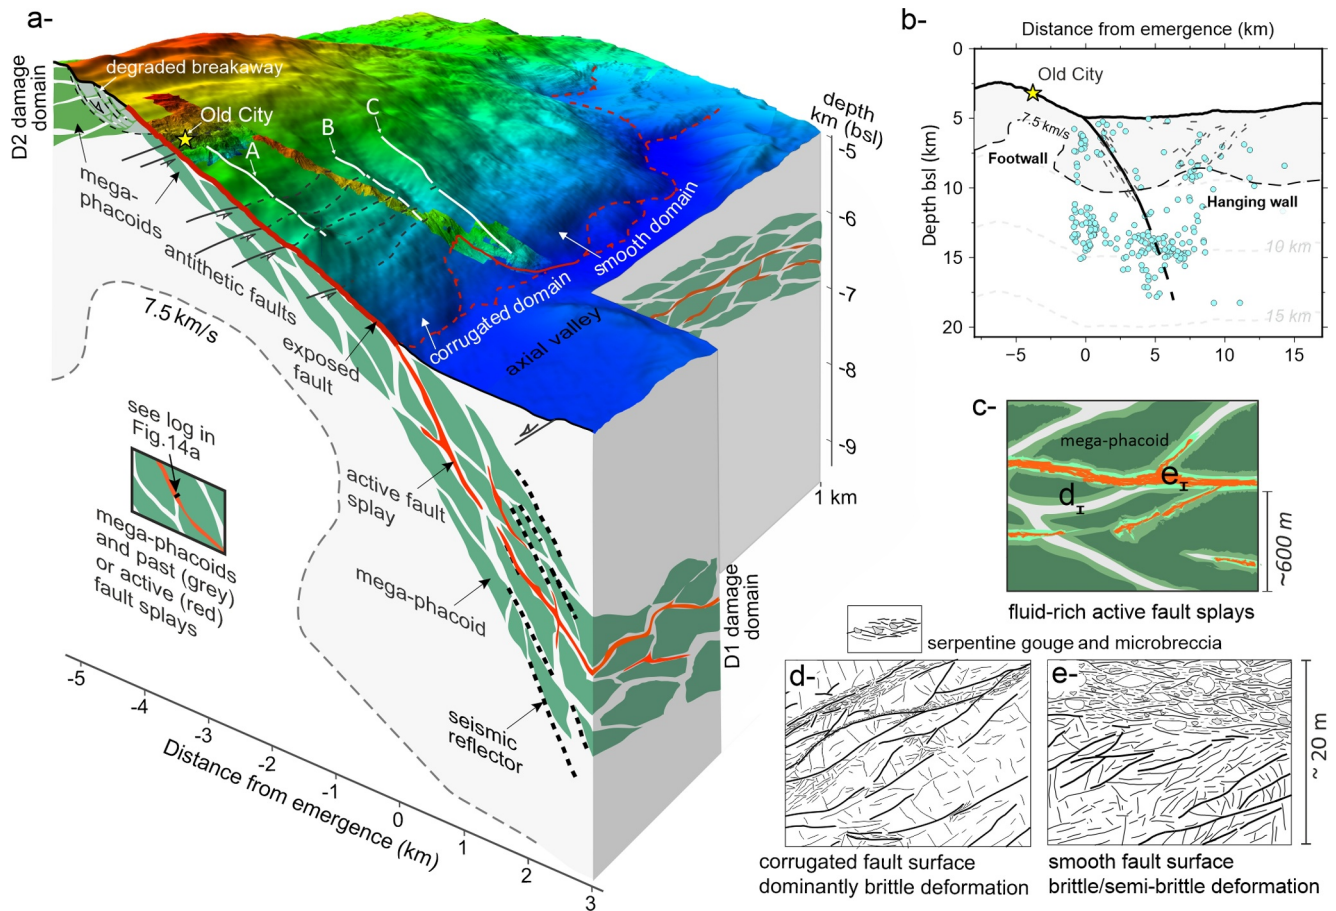 a-
degraded breakaway
D2 damage
domain
Old City
A
B
C
depth
km (bsl)
-5
-6
-7
-8
-9
1 km
mega-
phacoids
antithetic faults
exposed
fault
7.5 km/s
smooth domain
corrugated domain
axial valley
see log in
Fig.14a
mega-phacoids
and past (grey)
or active (red)
fault splays
active fault
splay
mega-phacoid
seismic
reflector
D1 damage
domain
-5
-4
-3
-2
-1
0
1
2
3
Distance from emergence (km)
b-
Distance from emergence (km)
0
5
10
15
20
Depth bsl (km)
Old City
7.5 km/s
Footwall
Hanging wall
10 km
15 km
−5
0
5
10
15
c-
mega-phacoid
d
e
~600 m
fluid-rich active fault splays
serpentine gouge and microbreccia
d-
corrugated fault surface
dominantly brittle deformation
e-
~ 20 m
smooth fault surface
brittle/semi-brittle deformation